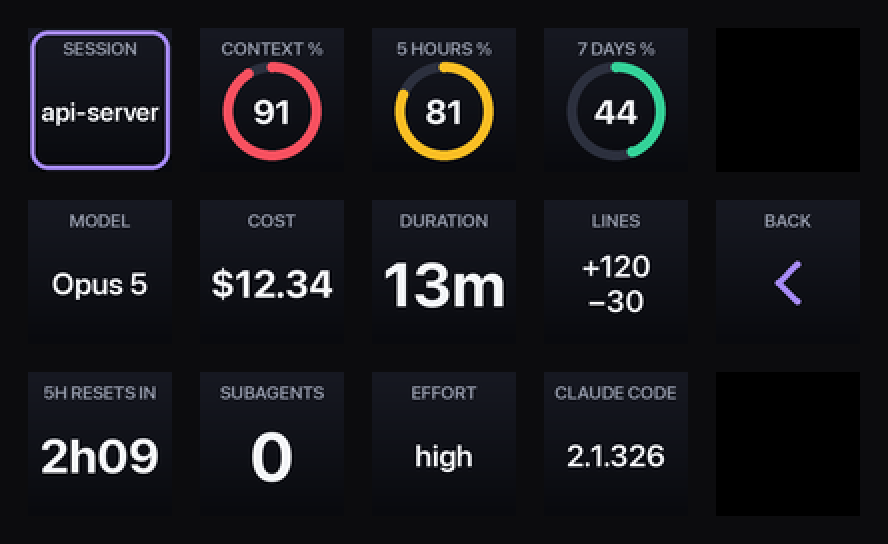 SESSION
api-server
CONTEXT %
91
5 HOURS %
81
7 DAYS %
44
MODEL
Opus 5
COST
$12.34
DURATION
13m
LINES
+120
−30
BACK
5H RESETS IN
2h09
SUBAGENTS
0
EFFORT
high
CLAUDE CODE
2.1.326